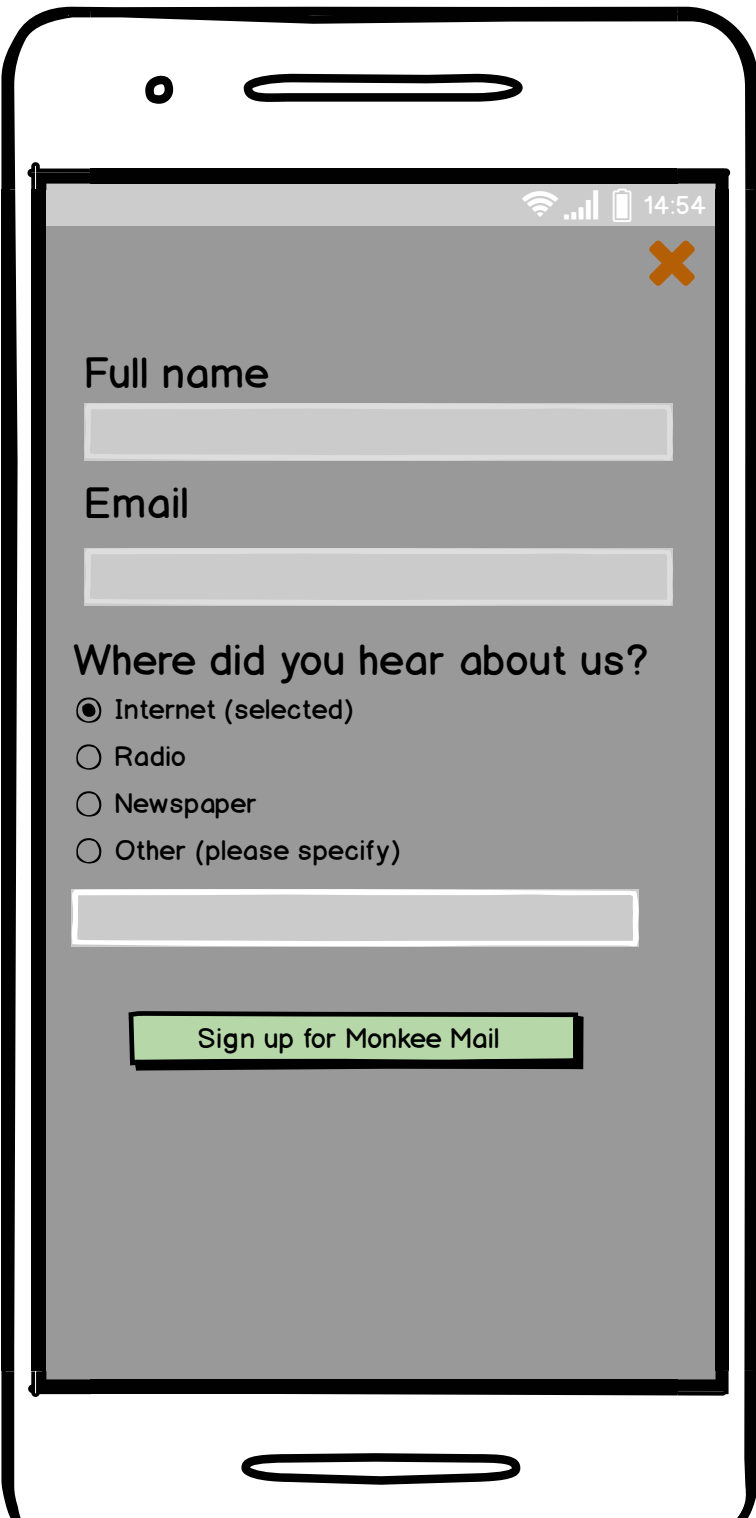 14:54
Full name
Email
Where did you hear about us?
Internet (selected)
Radio
Newspaper
Other (please specify)
Sign up for Monkee Mail